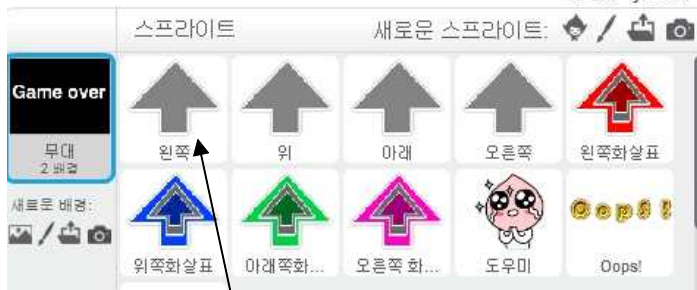 스프라이트 새로운 스프라이트:
Game over
무대
2 배경
새로운 배경:
왼쪽 위 아래 오른쪽 왼쪽화살표
위쪽화살표 아래쪽화... 오른쪽 화... 도우미 Oops!
Oops!